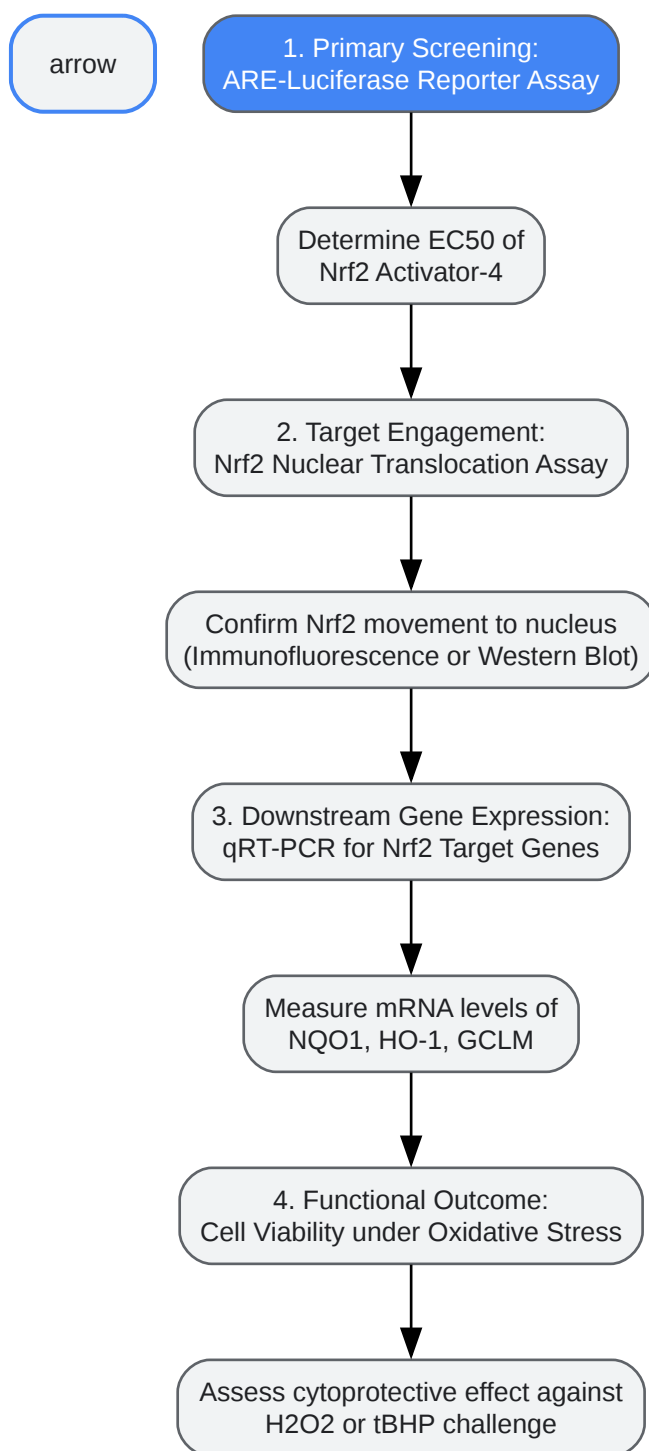 arrow
1. Primary Screening:
ARE-Luciferase Reporter Assay
Determine EC50 of
Nrf2 Activator-4
2. Target Engagement:
Nrf2 Nuclear Translocation Assay
Confirm Nrf2 movement to nucleus
(Immunofluorescence or Western Blot)
3. Downstream Gene Expression:
qRT-PCR for Nrf2 Target Genes
Measure mRNA levels of
NQO1, HO-1, GCLM
4. Functional Outcome:
Cell Viability under Oxidative Stress
Assess cytoprotective effect against
H2O2 or tBHP challenge